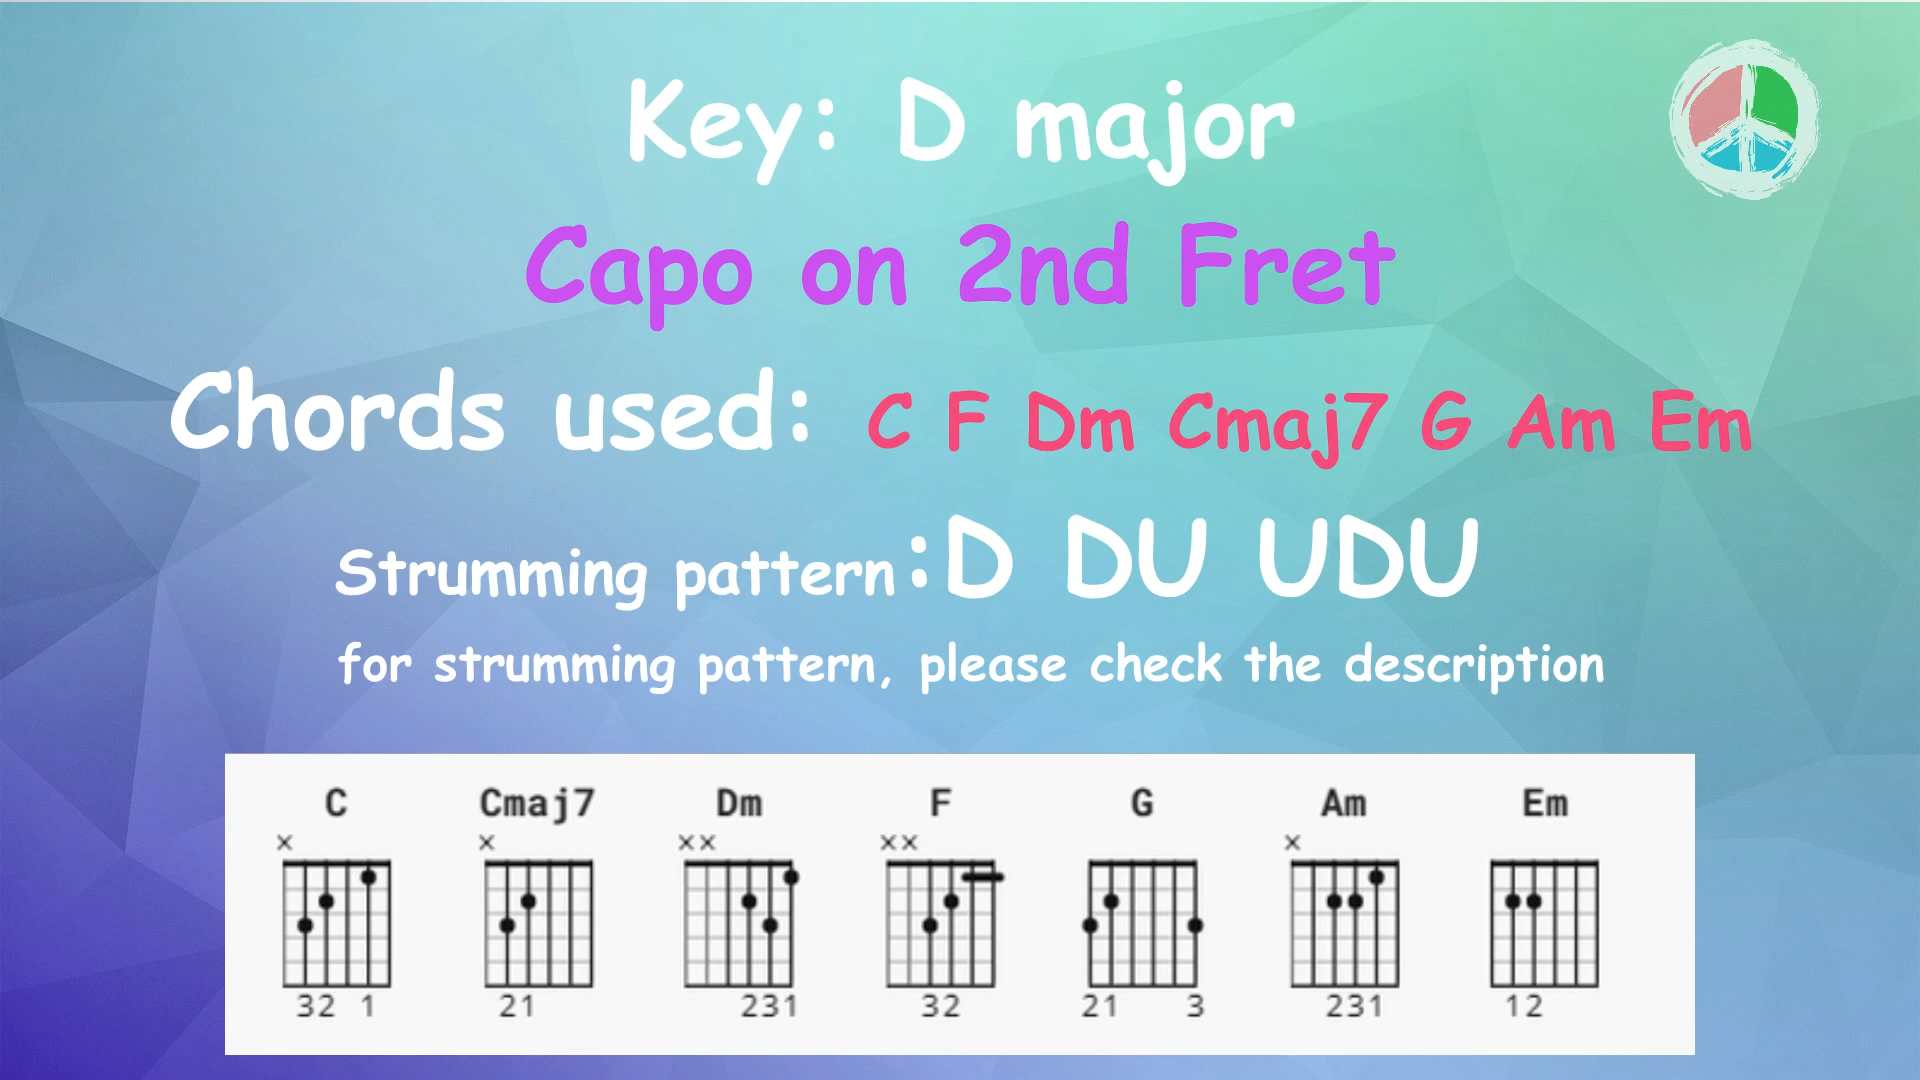 Key: D major
Capo on 2nd Fret
Chords used: C F Dm Cmaj7 G Am Em
Strumming pattern:D DU UDU
for strumming pattern, please check the description
C Cmaj7 Dm F G Am Em
× × ×× ×× ×
32 1 21 231 32 21 3 231 12